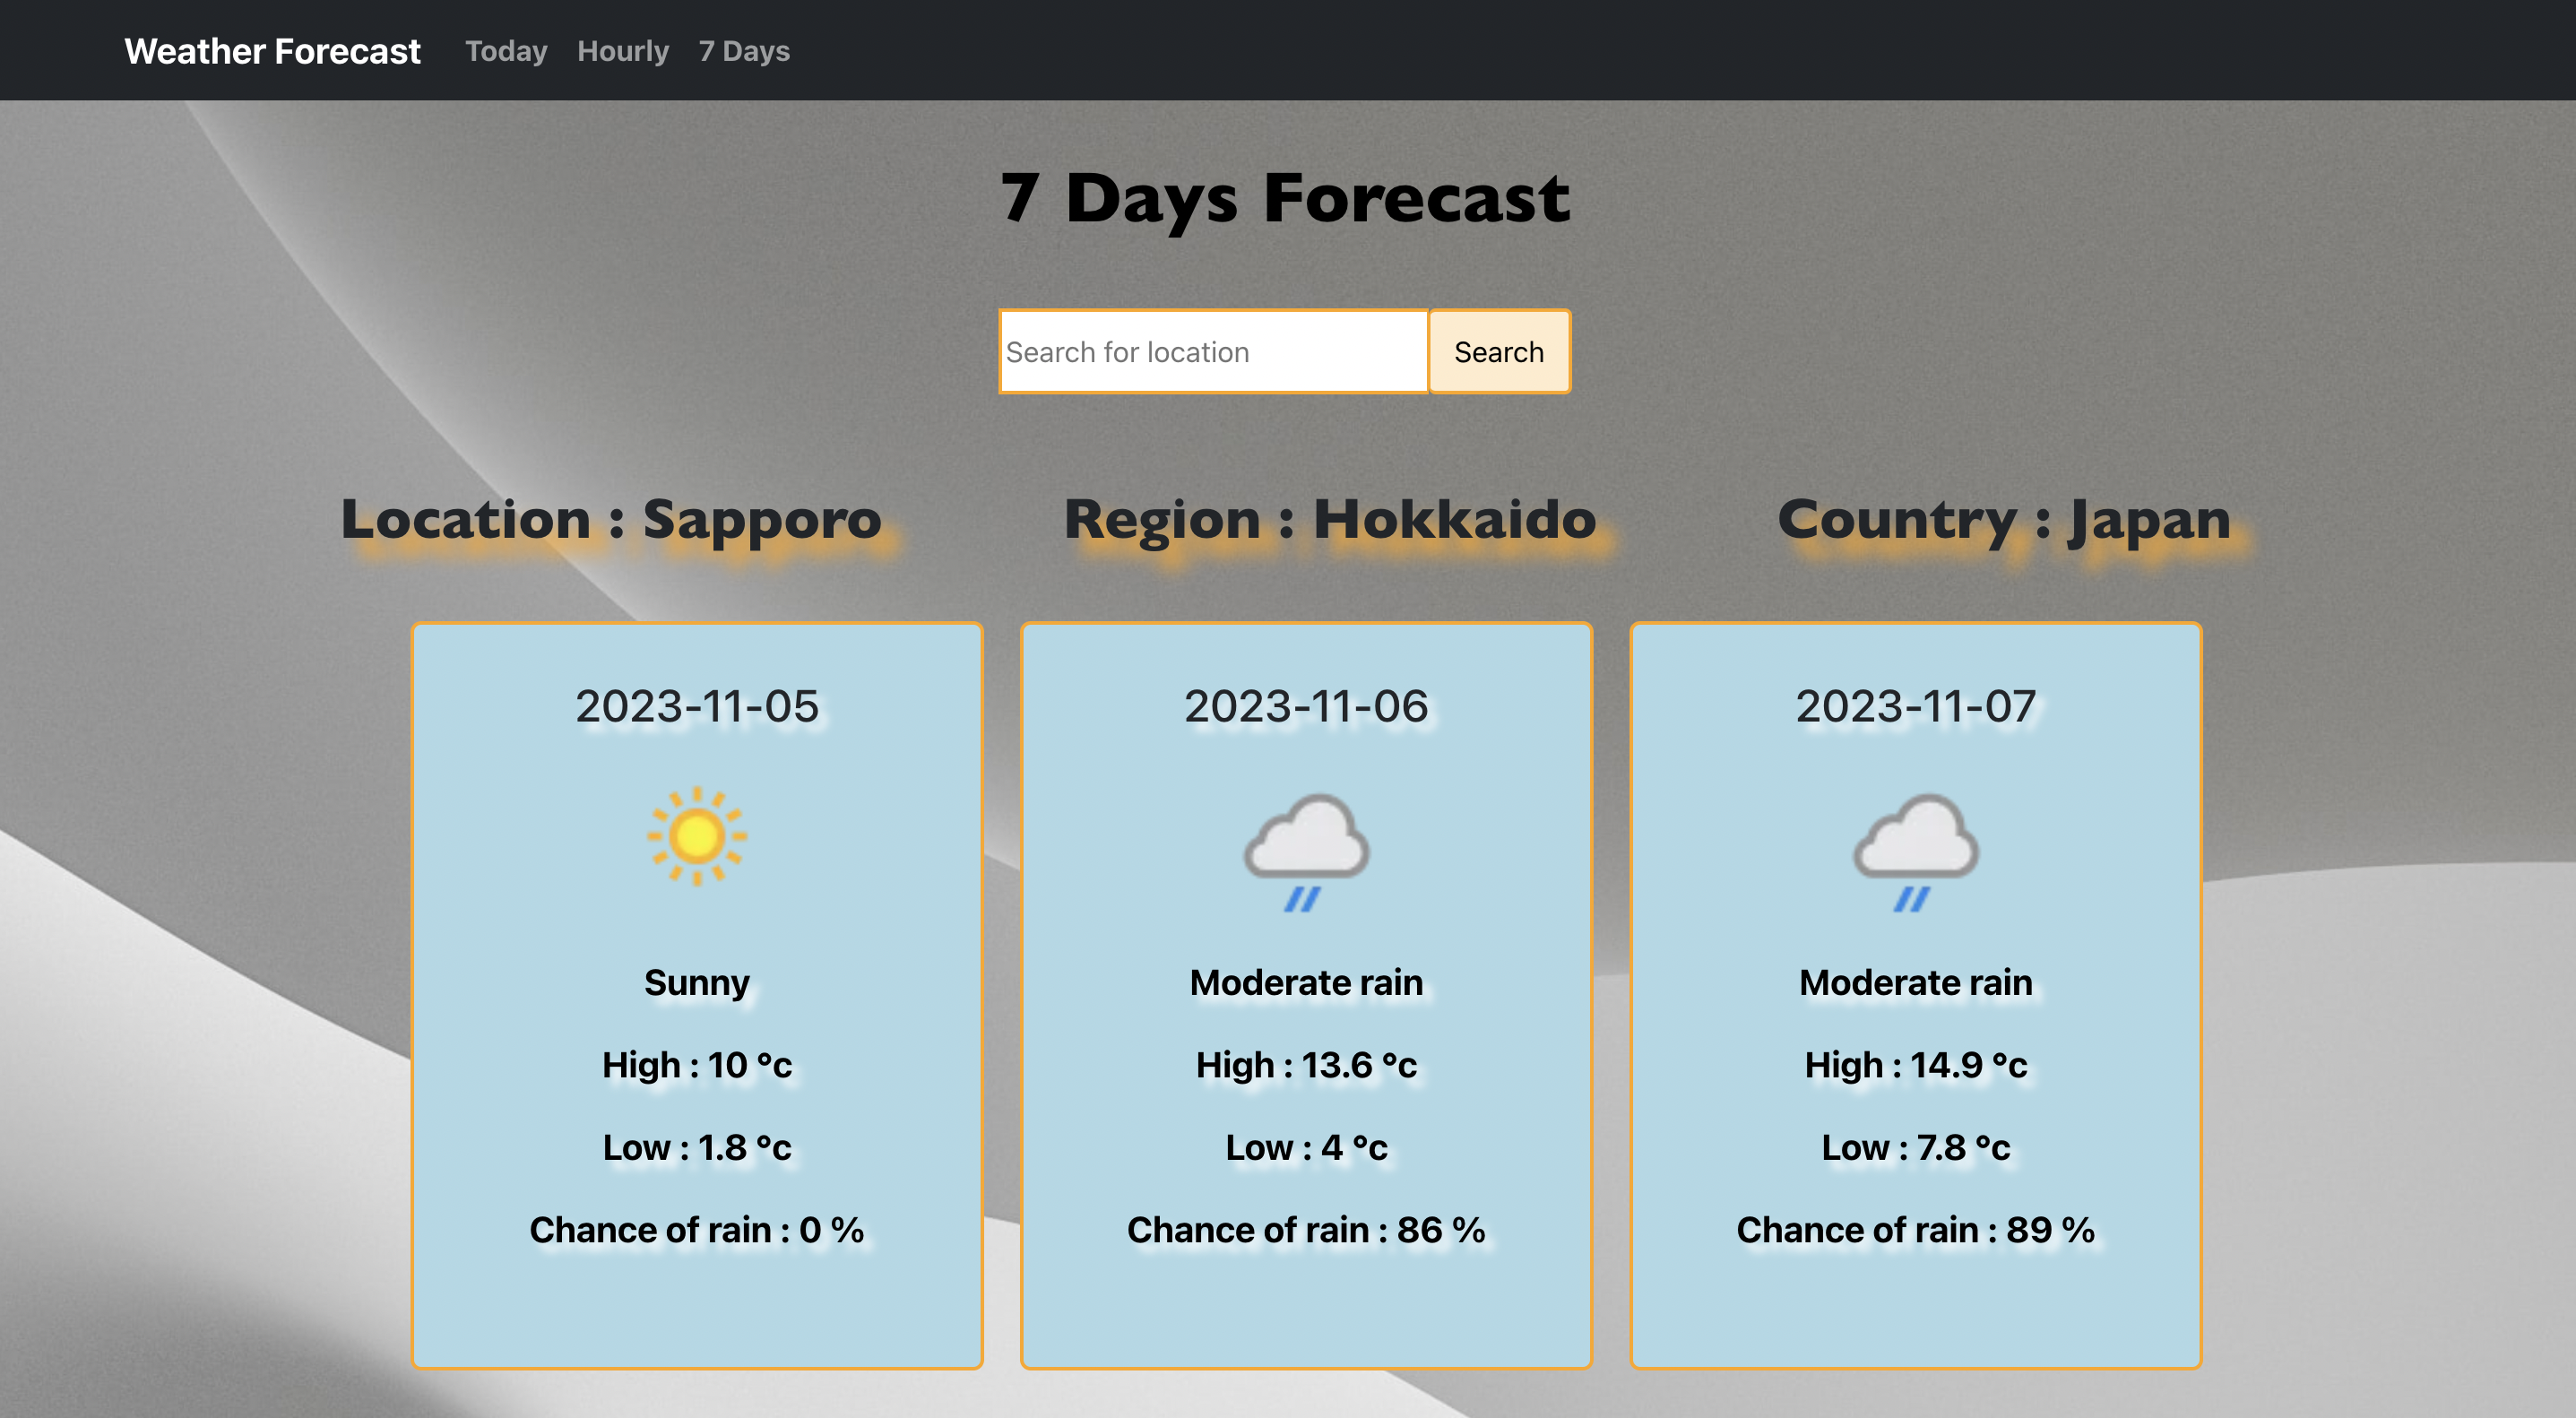 Weather Forecast Today Hourly 7 Days
7 Days Forecast
Search for location Search
Location : Sapporo Region : Hokkaido Country : Japan
2023-11-05
Sunny
High : 10 °c
Low : 1.8 °c
Chance of rain : 0 %
2023-11-06
Moderate rain
High : 13.6 °c
Low : 4 °c
Chance of rain : 86 %
2023-11-07
Moderate rain
High : 14.9 °c
Low : 7.8 °c
Chance of rain : 89 %